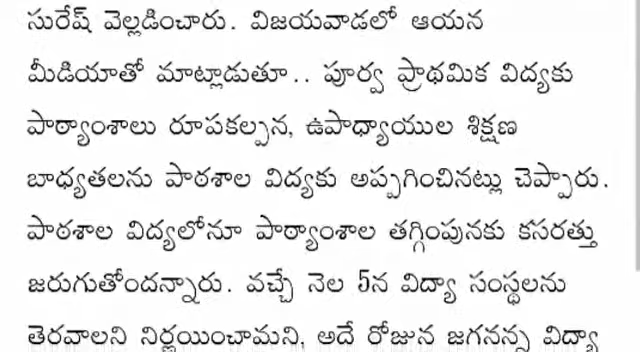 సురేష్ వెల్లడించారు. విజయవాడలో ఆయన
మీడియాతో మాట్లాడుతూ.. పూర్వ ప్రాథమిక విద్యకు
పాఠ్యాంశాలు రూపకల్పన, ఉపాధ్యాయుల శిక్షణ
బాధ్యతలను పాఠశాల విద్యకు అప్పగించినట్లు చెప్పారు.
పాఠశాల విద్యలోనూ పాఠ్యాంశాల తగ్గింపునకు కసరత్తు
జరుగుతోందన్నారు. వచ్చే నెల 5న విద్యా సంస్థలను
తెరవాలని నిర్ణయించామని, అదే రోజున జగనన్న విద్యా